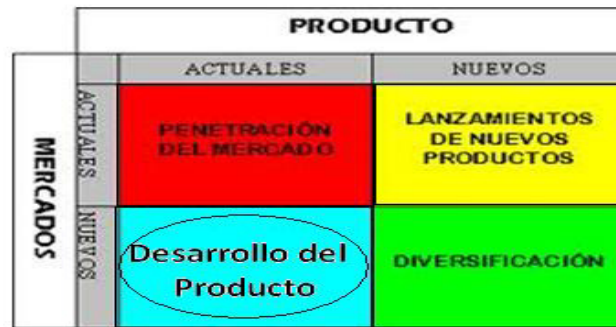 PRODUCTO
ACTUALES NUEVOS
MERCADOS
ACTUALES
PENETRACIÓN
DEL MERCADO
LANZAMIENTOS
DE NUEVOS
PRODUCTOS
NUEVOS
Desarrollo del
Producto
DIVERSIFICACIÓN